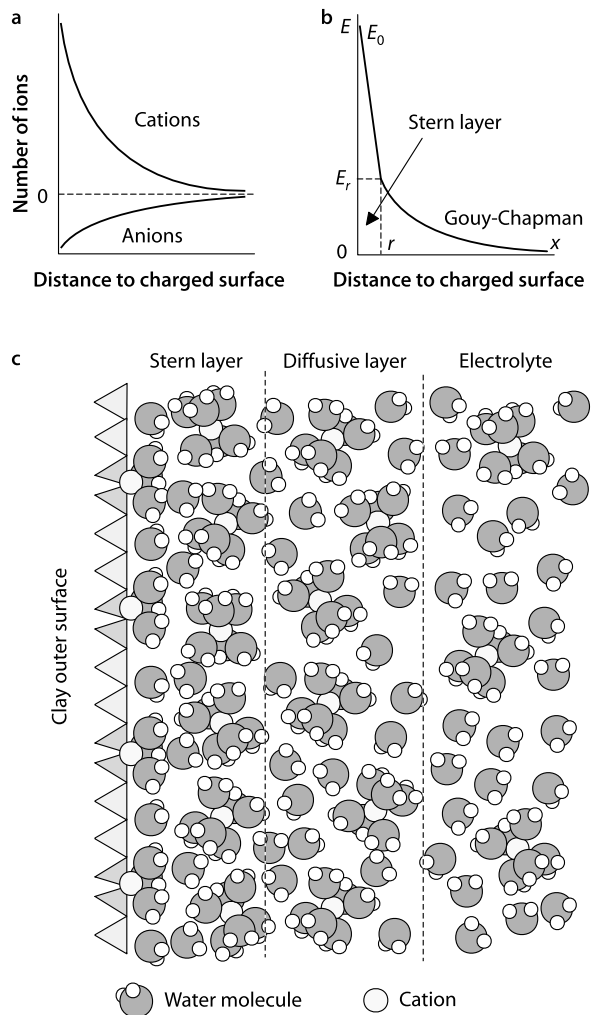 a
Number of ions
0
Cations
Anions
Distance to charged surface
b
E
E0
Stern layer
Er
Gouy-Chapman
0
r
x
Distance to charged surface
c
Stern layer
Diffusive layer
Electrolyte
Clay outer surface
Water molecule
Cation